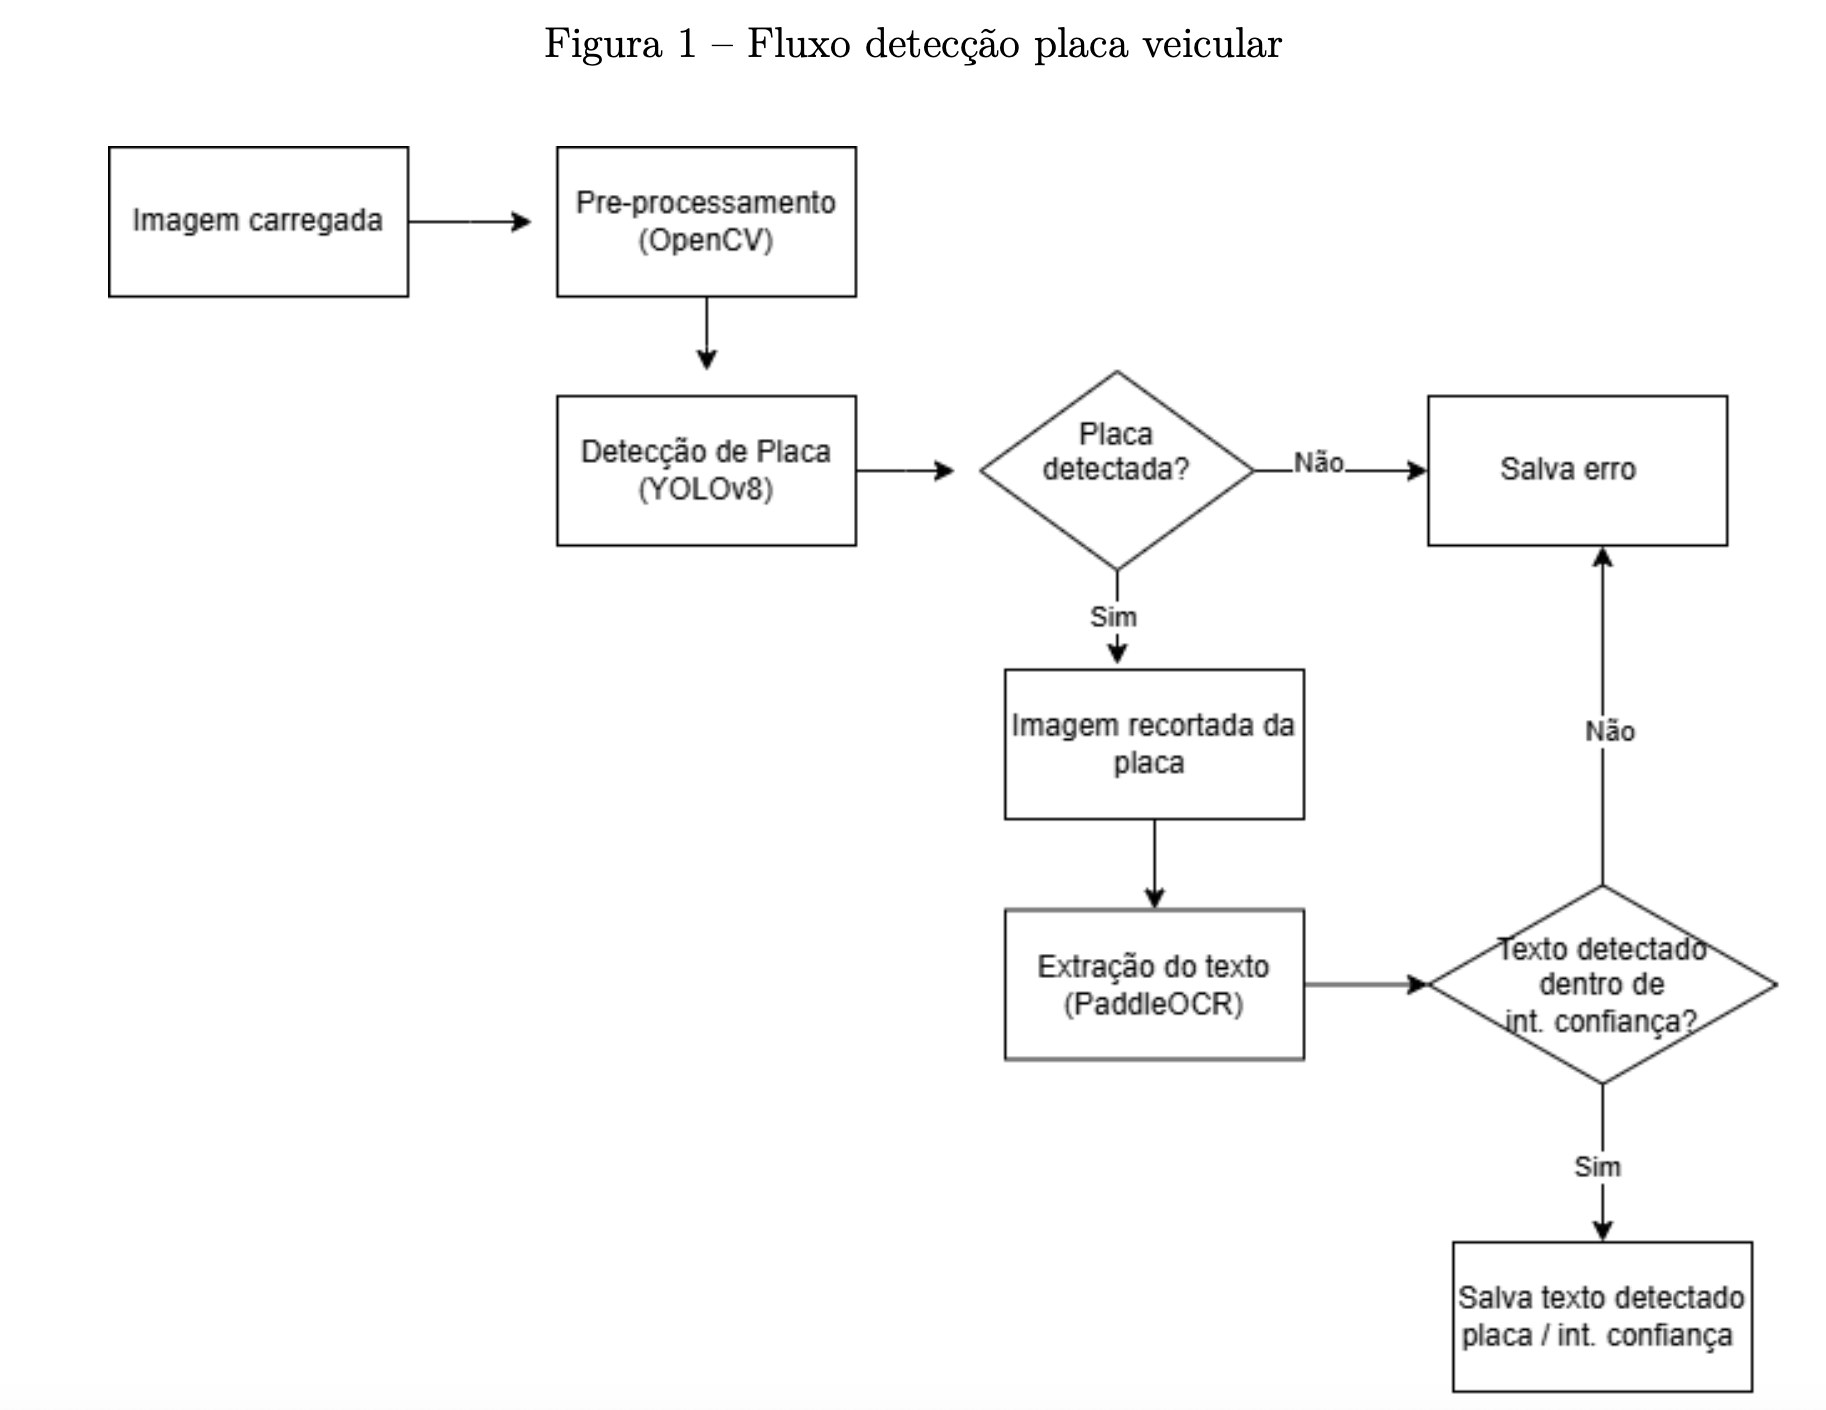 Figura 1 – Fluxo detecção placa veicular
Imagem carregada
Pre-processamento
(OpenCV)
Detecção de Placa
(YOLOv8)
Placa
detectada?
Não
Salva erro
Sim
Imagem recortada da
placa
Não
Extração do texto
(PaddleOCR)
Texto detectado
dentro de
int. confiança?
Sim
Salva texto detectado
placa / int. confiança